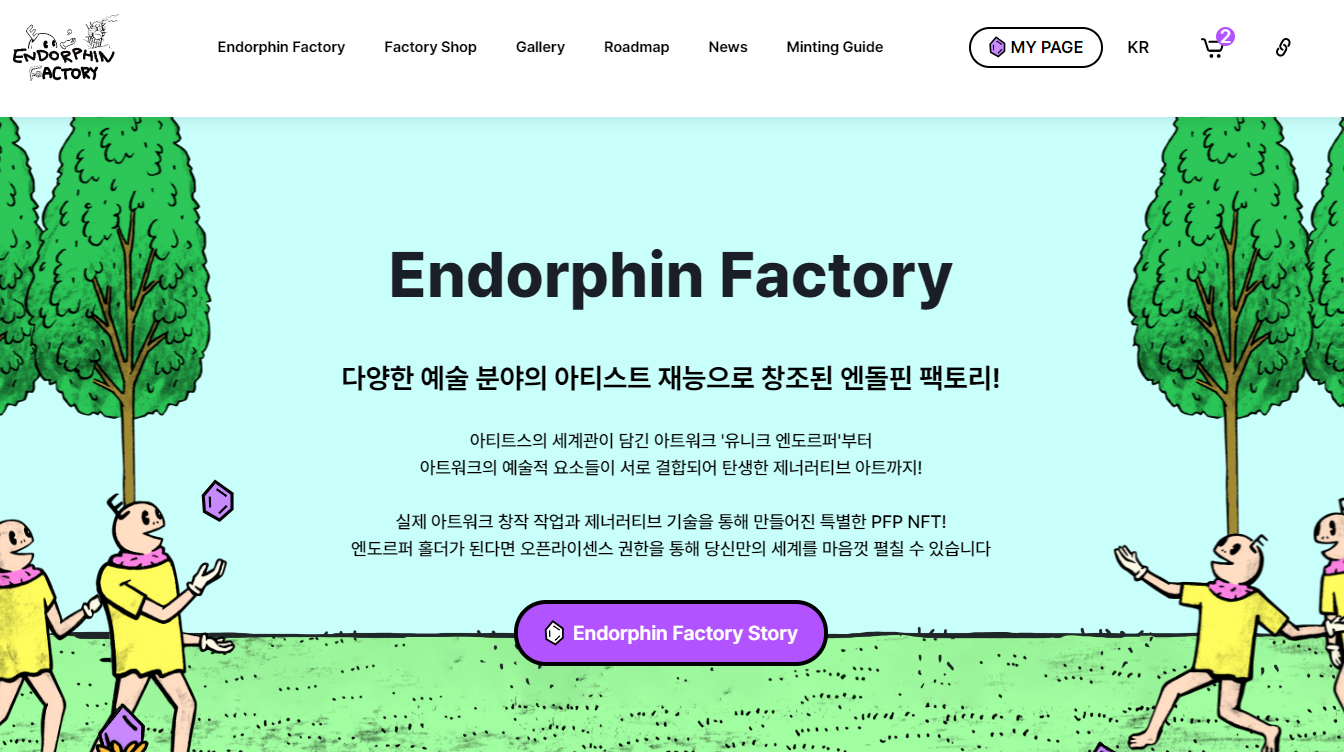 ENDORPHIN
FACTORY
Endorphin Factory
Factory Shop
Gallery
Roadmap
News
Minting Guide
MY PAGE
KR
2
Endorphin Factory
다양한 예술 분야의 아티스트 재능으로 창조된 엔돌핀 팩토리!
아티트스의 세계관이 담긴 아트워크 '유니크 엔도르퍼'부터
아트워크의 예술적 요소들이 서로 결합되어 탄생한 제너러티브 아트까지!
실제 아트워크 창작 작업과 제너러티브 기술을 통해 만들어진 특별한 PFP NFT!
엔도르퍼 홀더가 된다면 오픈라이센스 권한을 통해 당신만의 세계를 마음껏 펼칠 수 있습니다
Endorphin Factory Story